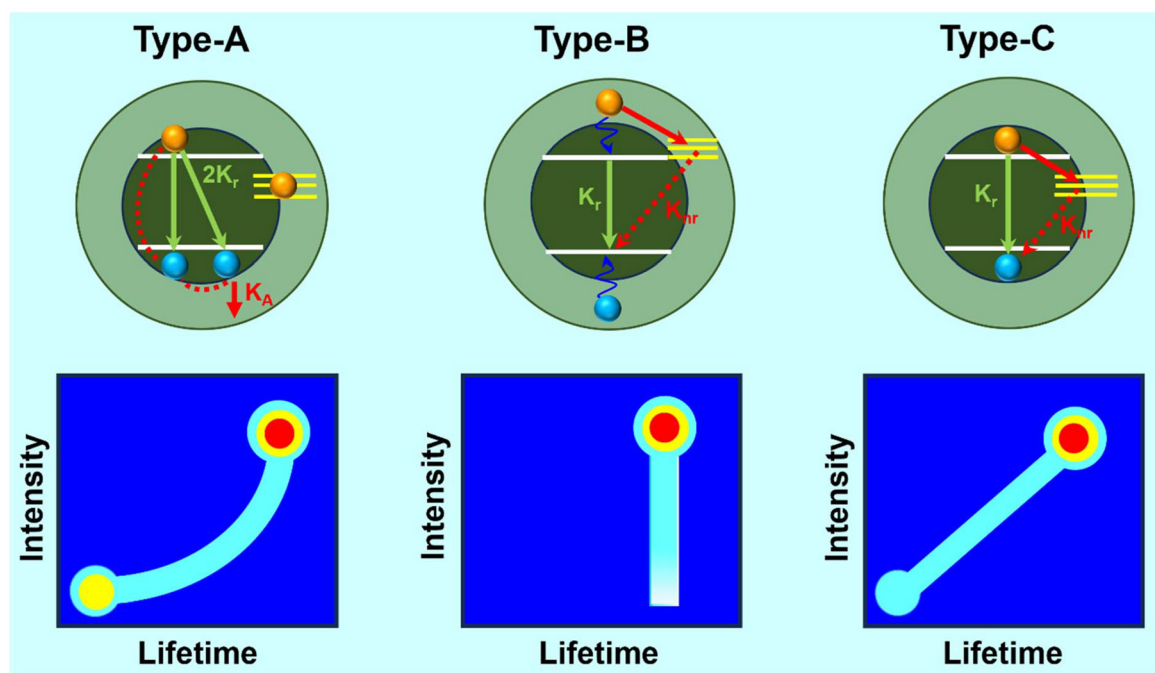 Type-A
Type-B
Type-C
2Kr
KA
Kr
Knr
Kr
Knr
Intensity
Lifetime
Intensity
Lifetime
Intensity
Lifetime